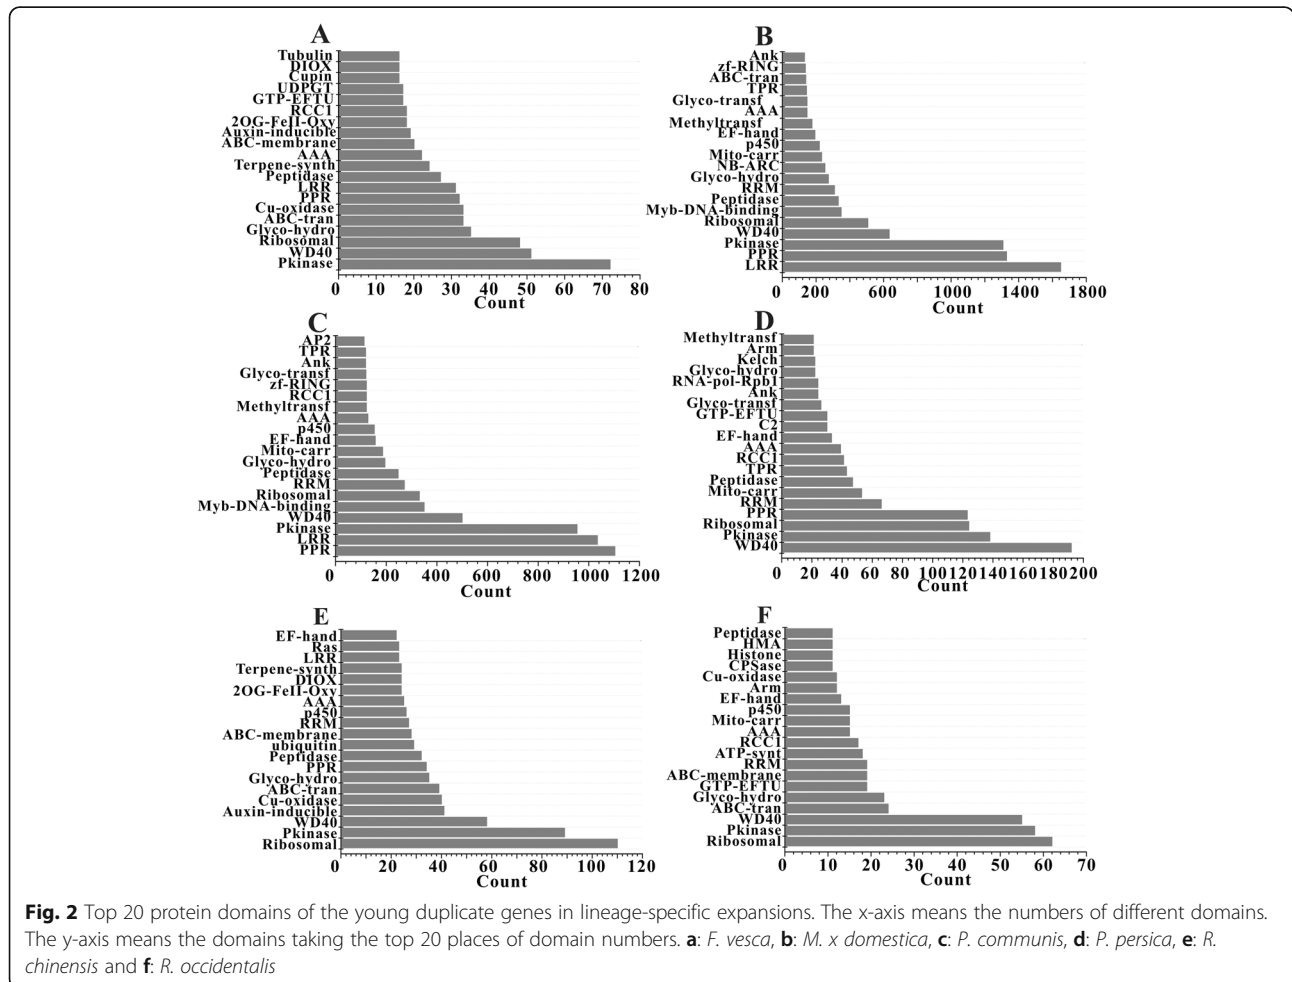 A
Tubulin
DIOX
Cupin
UDPGT
GTP-EFTU
RCC1
2OG-FeII-Oxy
Auxin-inducible
ABC-membrane
AAA
Terpene-synth
Peptidase
LRR
PPR
Cu-oxidase
ABC-tran
Glyco-hydro
Ribosomal
WD40
Pkinase
0 10 20 30 40 50 60 70 80
Count
B
Ank
zf-RING
ABC-tran
TPR
Glyco-transf
AAA
Methyltransf
EF-hand
p450
Mito-carr
NB-ARC
Glyco-hydro
RRM
Peptidase
Myb-DNA-binding
Ribosomal
WD40
Pkinase
PPR
LRR
200 600 1000 1400 1800
Count
C
AP2
TPR
Ank
Glyco-transf
zf-RING
RCC1
Methyltransf
AAA
p450
EF-hand
Mito-carr
Glyco-hydro
Peptidase
RRM
Ribosomal
Myb-DNA-binding
WD40
Pkinase
LRR
PPR
0 200 400 600 800 1000 1200
Count
D
Methyltransf
Arm
Kelch
Glyco-hydro
RNA-pol-Rpb1
Ank
Glyco-transf
GTP-EFTU
C2
EF-hand
AAA
RCC1
TPR
Peptidase
Mito-carr
RRM
PPR
Ribosomal
Pkinase
WD40
0 20 40 60 80 100 120 140 160 180 200
Count
E
EF-hand
Ras
LRR
Terpene-synth
DIOX
2OG-FeII-Oxy
AAA
p450
RRM
ABC-membrane
ubiquitin
Peptidase
PPR
Glyco-hydro
ABC-tran
Cu-oxidase
Auxin-inducible
WD40
Pkinase
Ribosomal
0 20 40 60 80 100 120
Count
F
Peptidase
HMA
Histone
CPSase
Cu-oxidase
Arm
EF-hand
p450
Mito-carr
AAA
RCC1
ATP-synt
RRM
ABC-membrane
GTP-EFTU
Glyco-hydro
ABC-tran
WD40
Pkinase
Ribosomal
0 10 20 30 40 50 60 70
Count
Fig. 2 Top 20 protein domains of the young duplicate genes in lineage-specific expansions. The x-axis means the numbers of different domains.
The y-axis means the domains taking the top 20 places of domain numbers. a: F. vesca, b: M. x domestica, c: P. communis, d: P. persica, e: R.
chinensis and f: R. occidentalis